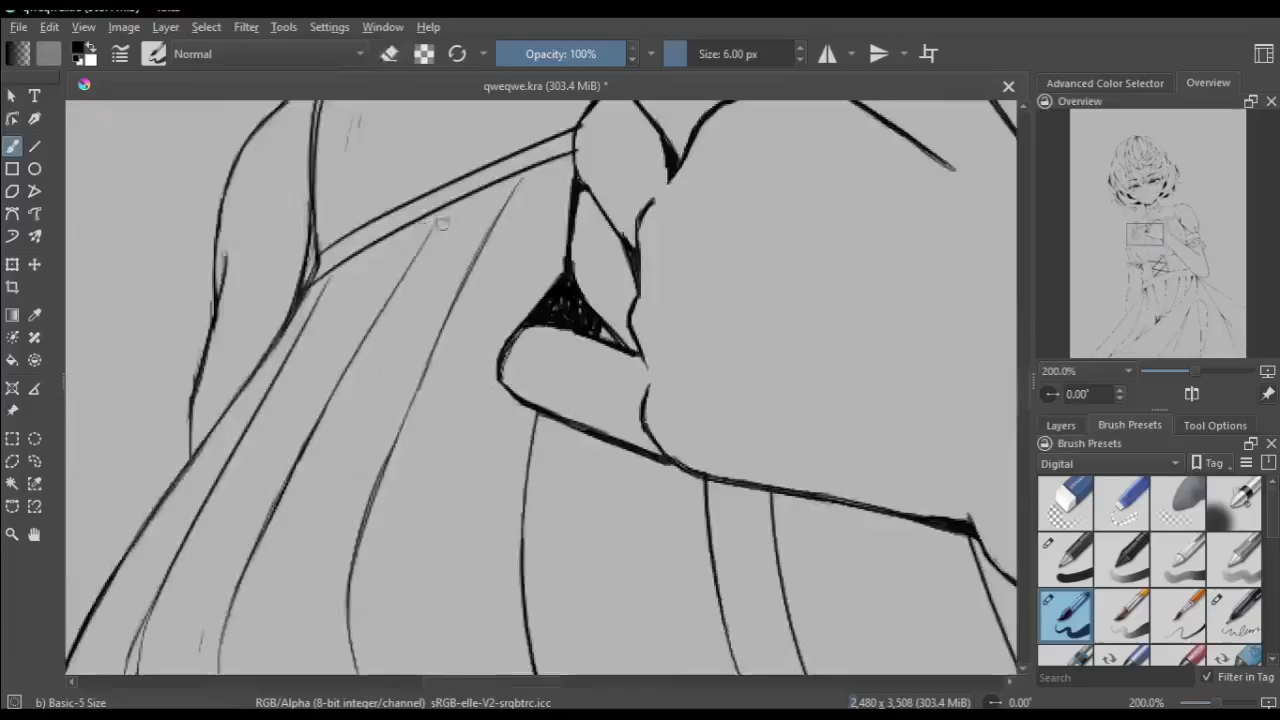 File Edit View Image Layer Select Filter Tools Settings Window Help
Normal
Opacity: 100%
Size: 6.00 px
qweqwe.kra (303.4 MiB) *
Advanced Color Selector
Overview
Overview
200.0%
0.00°
Layers
Brush Presets
Tool Options
Brush Presets
Digital
Tag
Search
Filter in Tag
b) Basic-5 Size
RGB/Alpha (8-bit integer/channel) sRGB-elle-V2-srgbtrc.icc
2,480 x 3,508 (303.4 MiB)
0.00°
200.0%